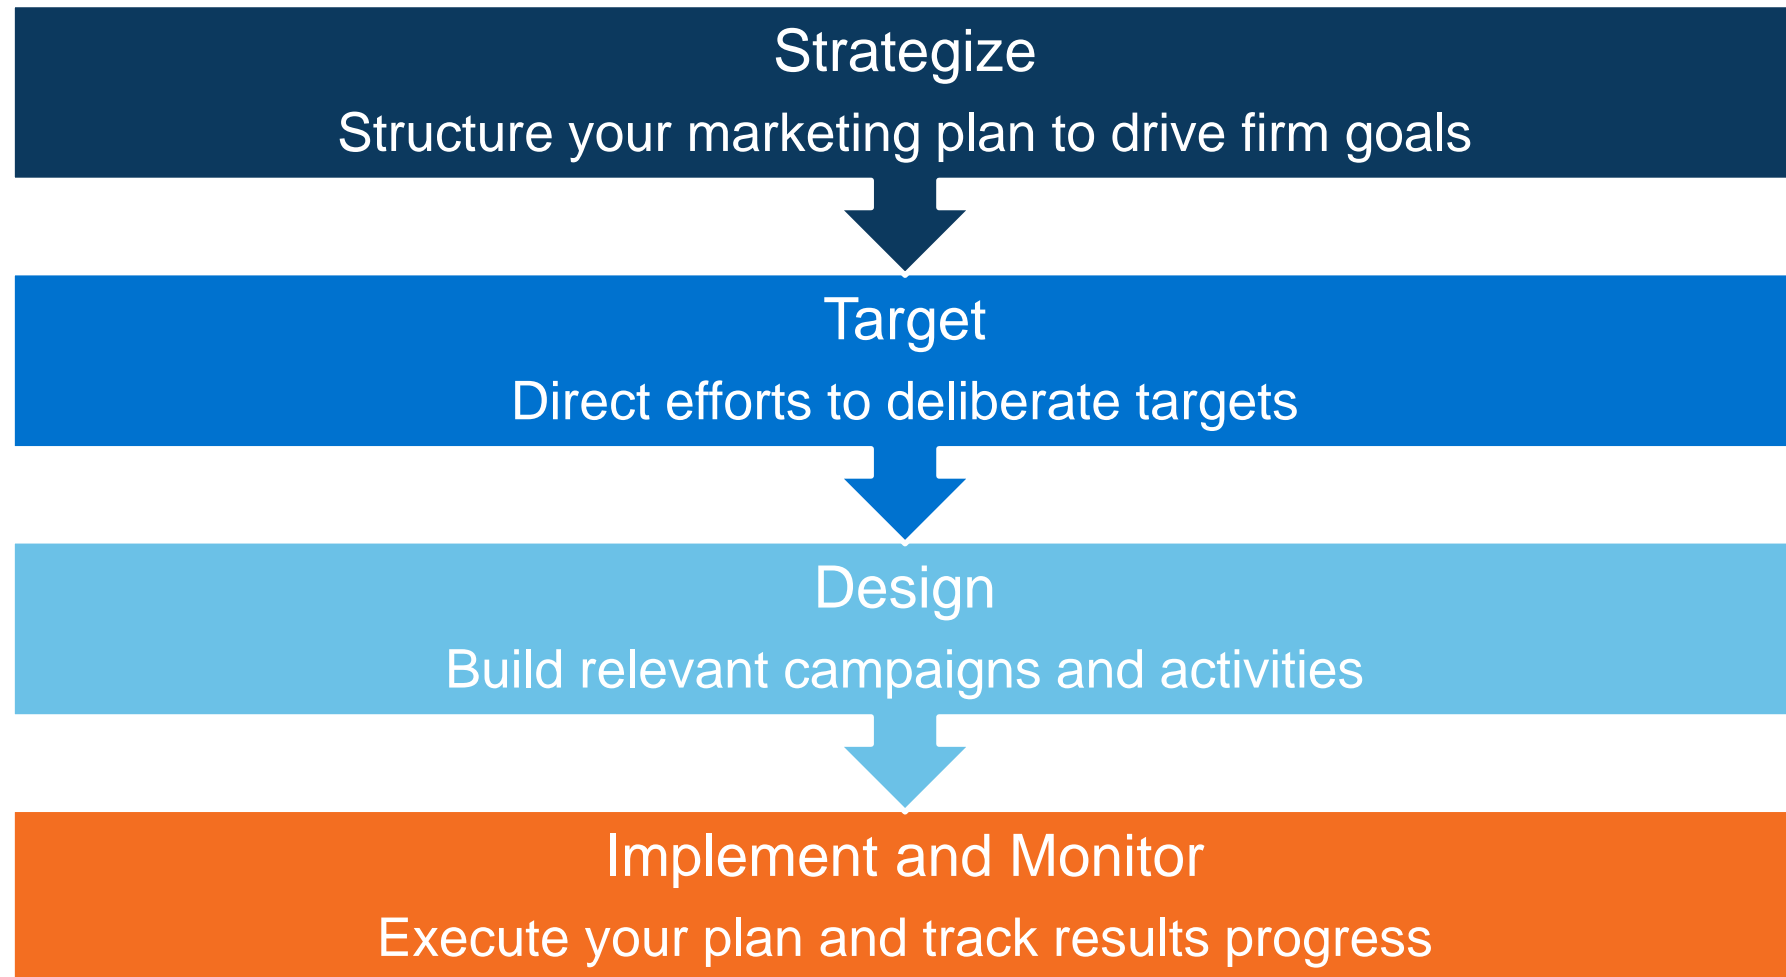 Strategize
Structure your marketing plan to drive firm goals
Target
Direct efforts to deliberate targets
Design
Build relevant campaigns and activities
Implement and Monitor
Execute your plan and track results progress